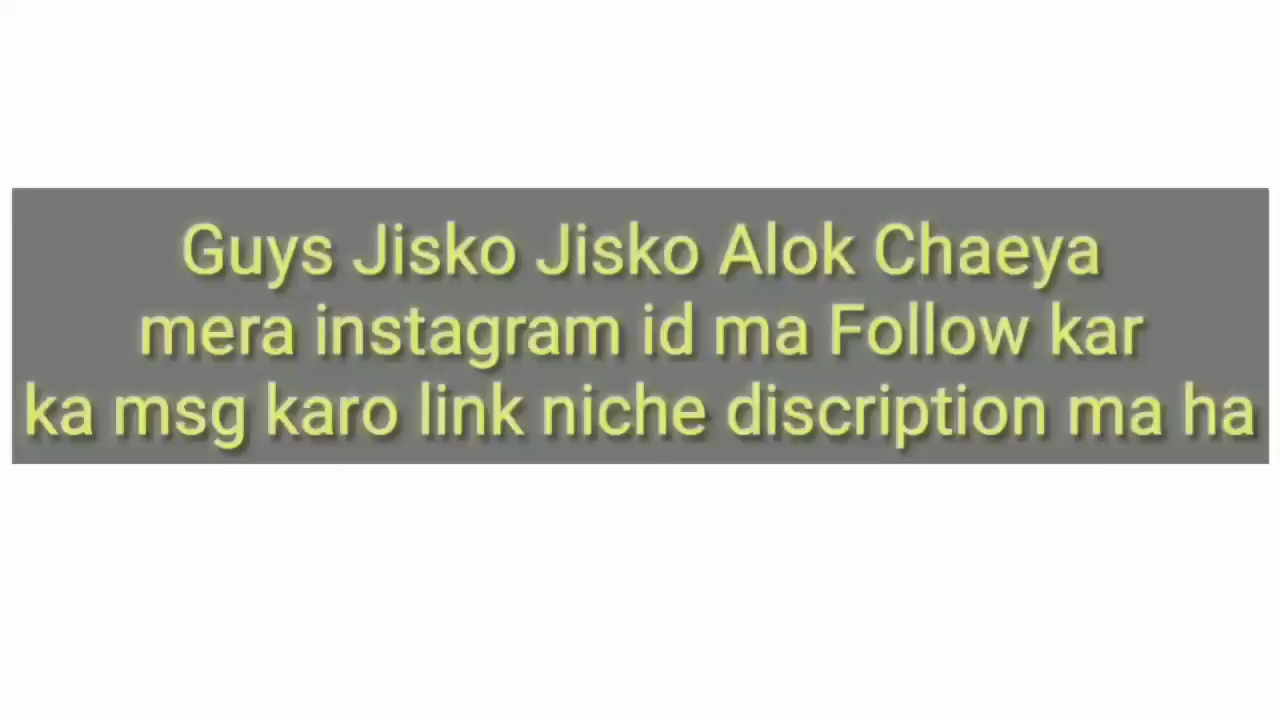 Guys Jisko Jisko Alok Chaeya
mera instagram id ma Follow kar
ka msg karo link niche discription ma ha